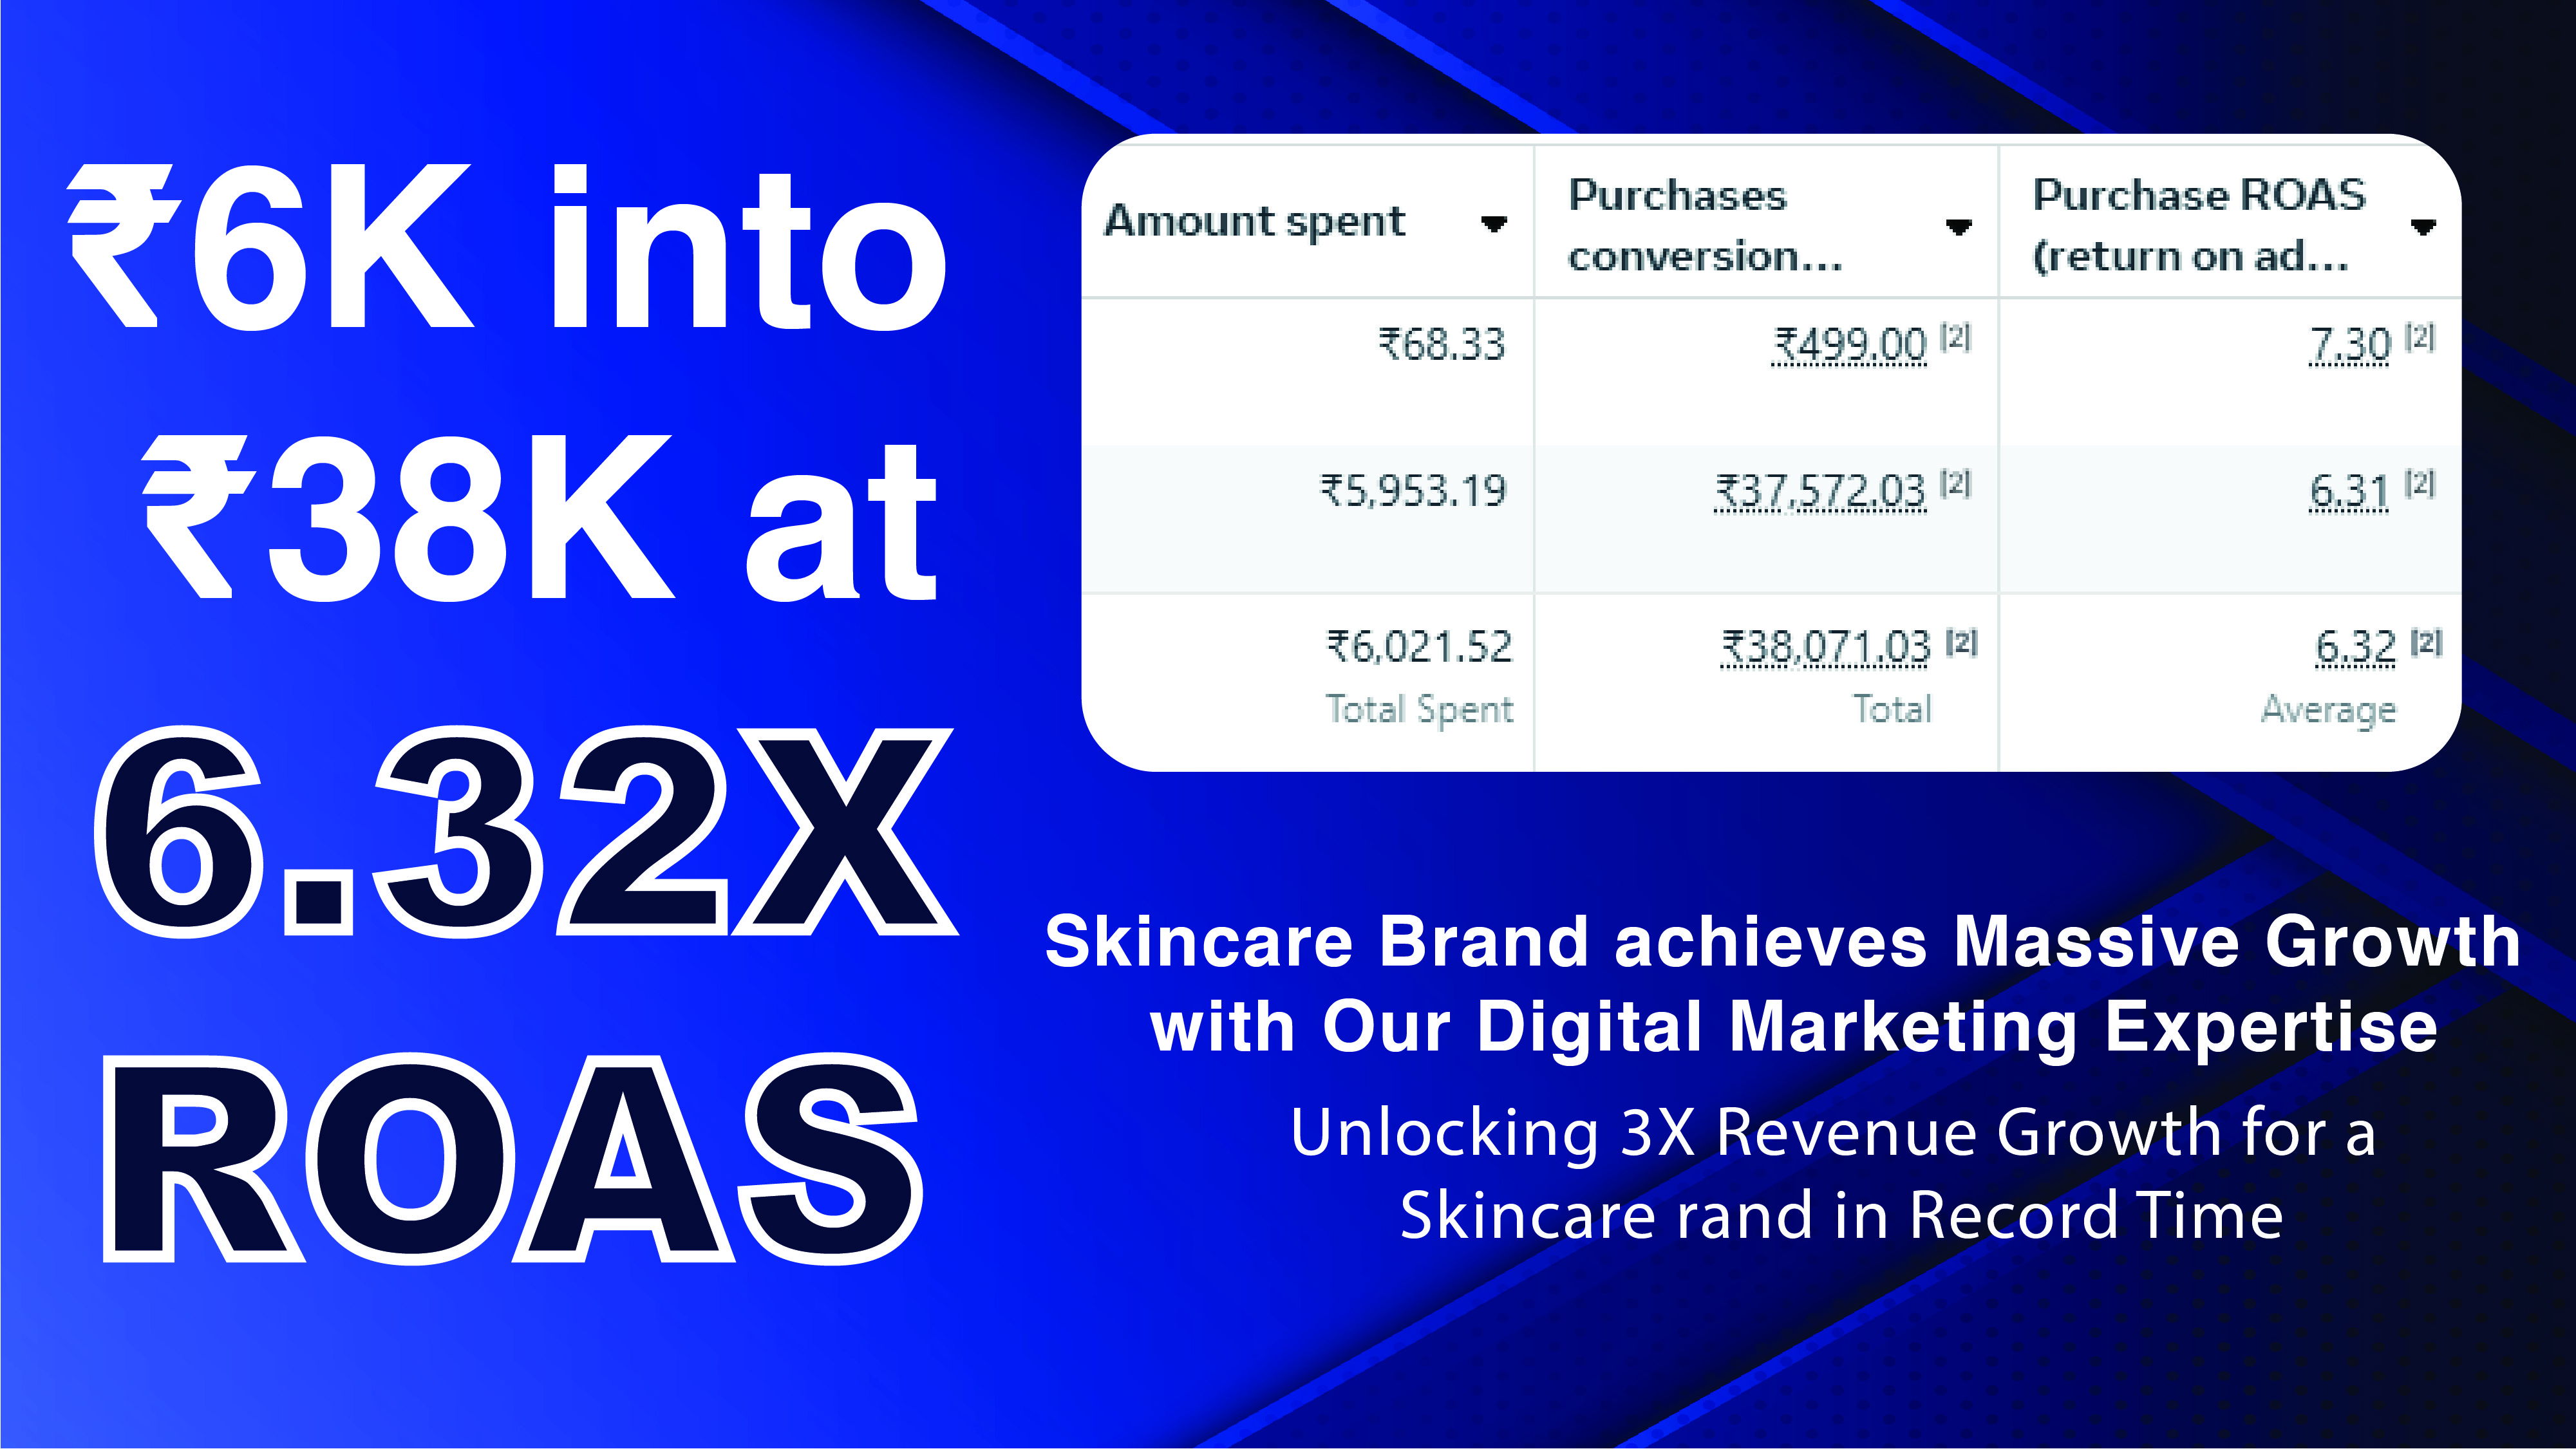 ₹6K into
₹38K at
6.32X
ROAS
Amount spent
Purchases
conversion...
Purchase ROAS
(return on ad...
₹68.33 ₹499.00 [2] 7.30 [2]
₹5,953.19 ₹37,572.03 [2] 6.31 [2]
₹6,021.52 ₹38,071.03 [2] 6.32 [2]
Total Spent Total Average
Skincare Brand achieves Massive Growth
with Our Digital Marketing Expertise
Unlocking 3X Revenue Growth for a
Skincare rand in Record Time